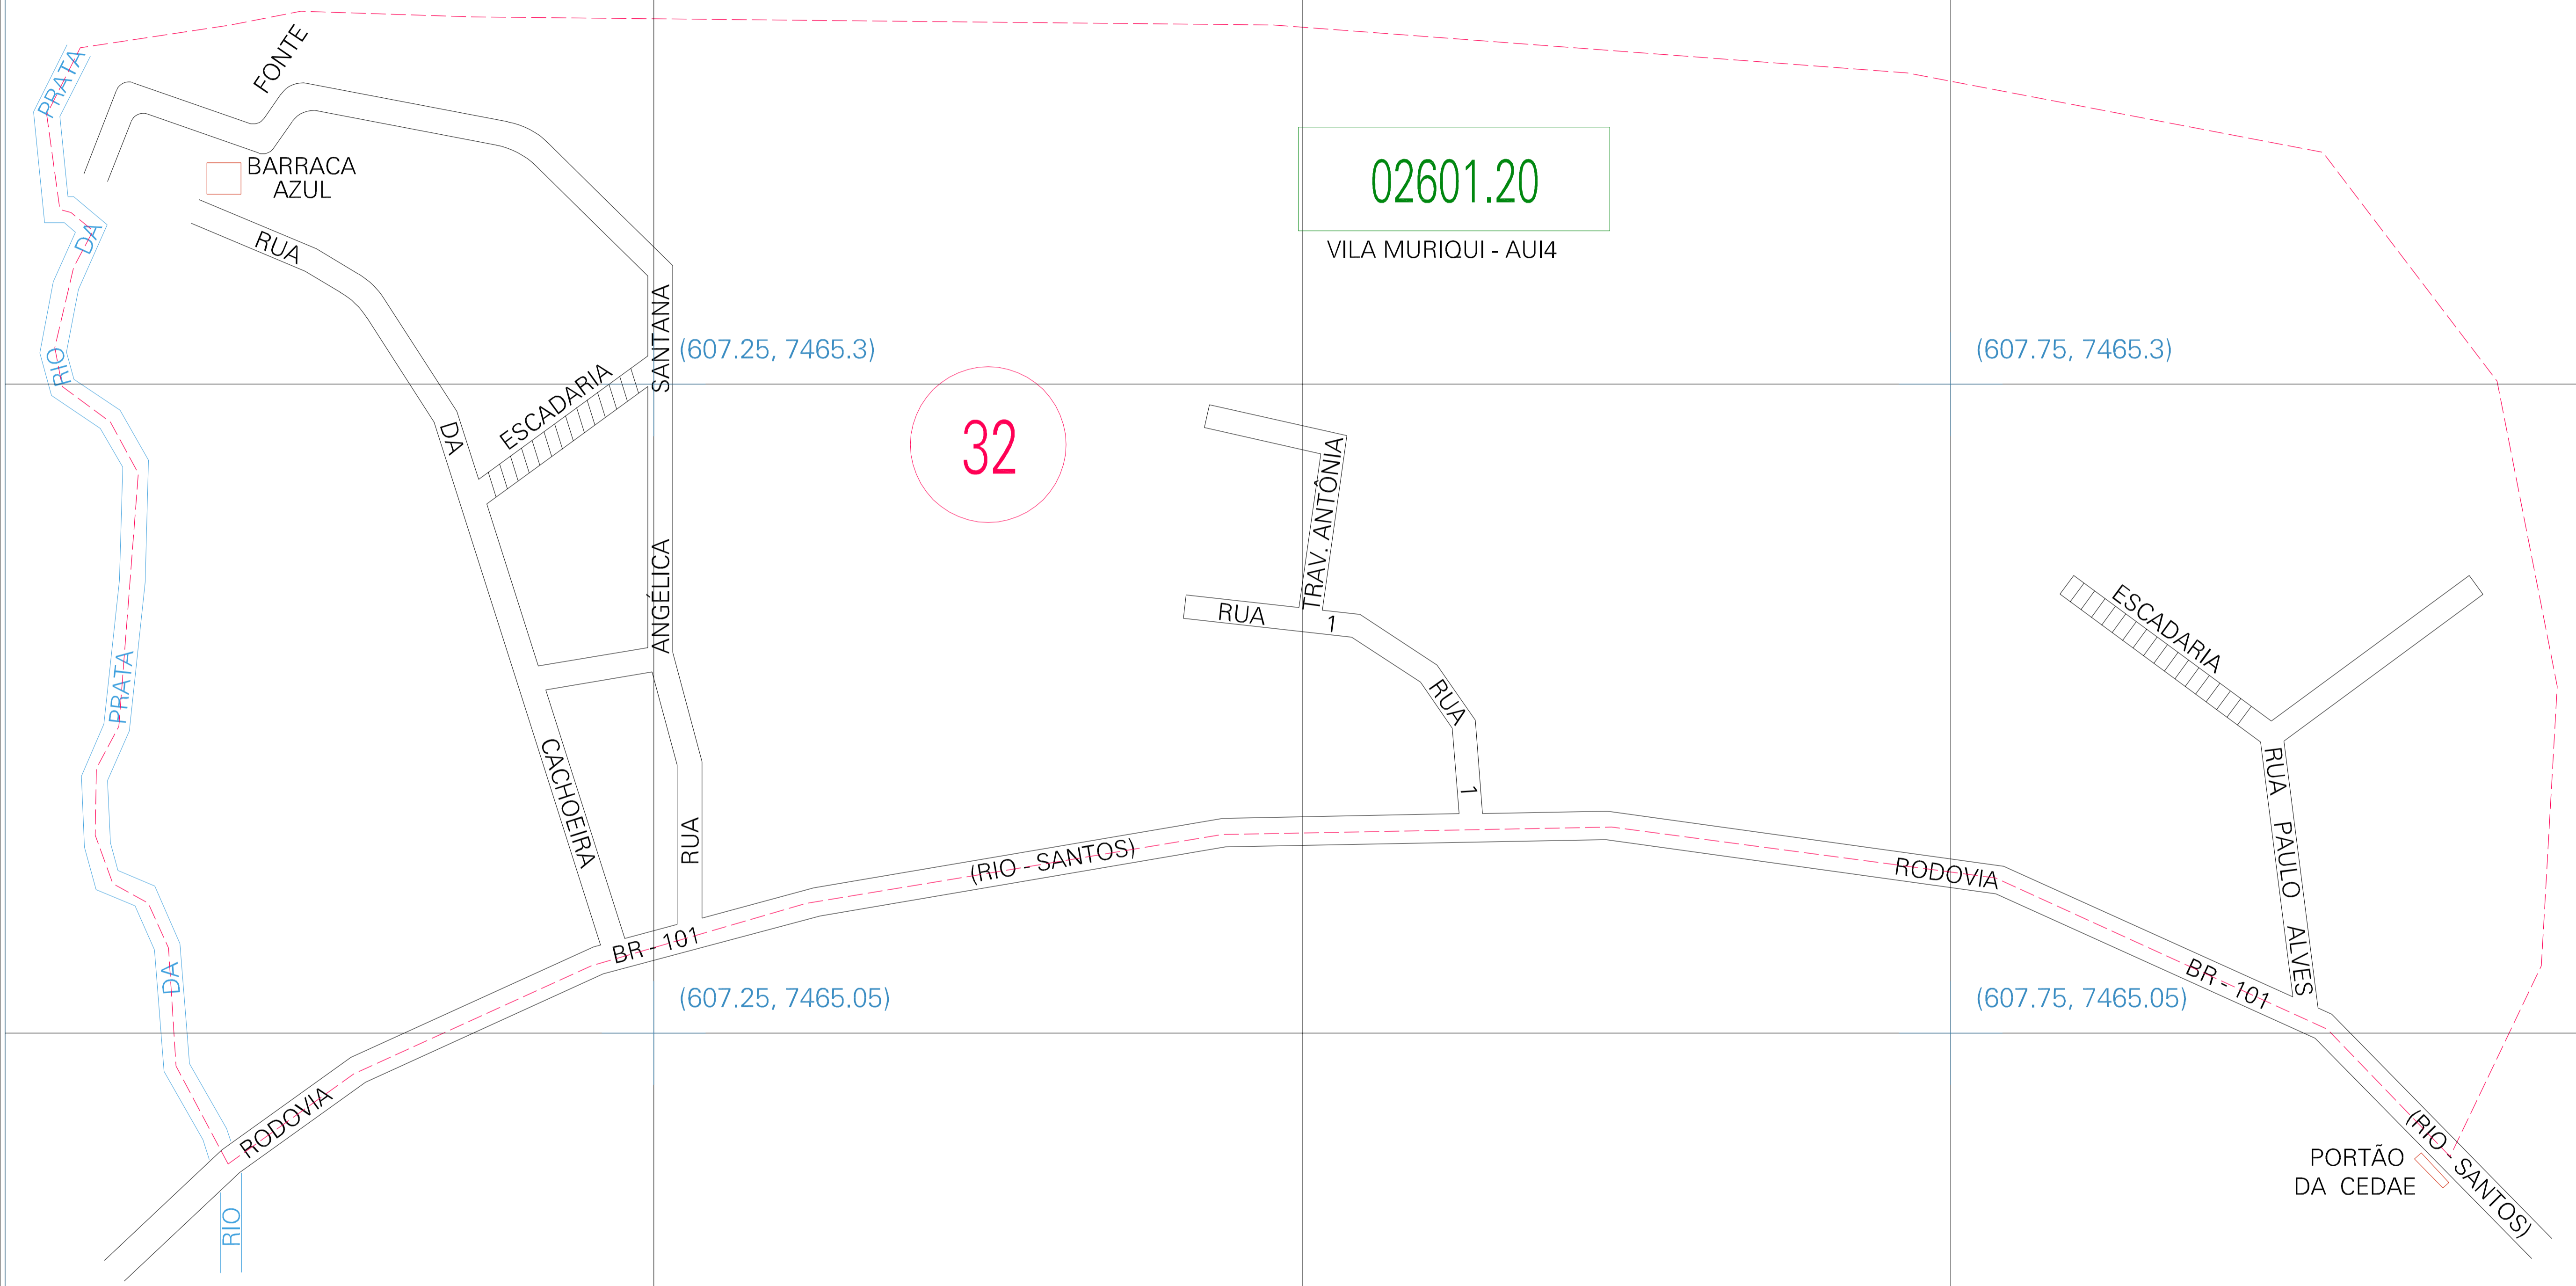 PRATA
FONTE
BARRACA
AZUL
02601.20
VILA MURIQUI - AUI4
DA
RUA
SANTANA
(607.25, 7465.3)
(607.75, 7465.3)
RIO
ESCADARIA
DA
32
TRAV. ANTÔNIA
ANGÉLICA
RUA 1
ESCADARIA
PRATA
RUA
1
CACHOEIRA
RUA
(RIO - SANTOS)
RODOVIA
RUA PAULO ALVES
BR - 101
BR - 101
DA
(607.25, 7465.05)
(607.75, 7465.05)
RODOVIA
(RIO - SANTOS)
PORTÃO
DA CEDAE
RIO